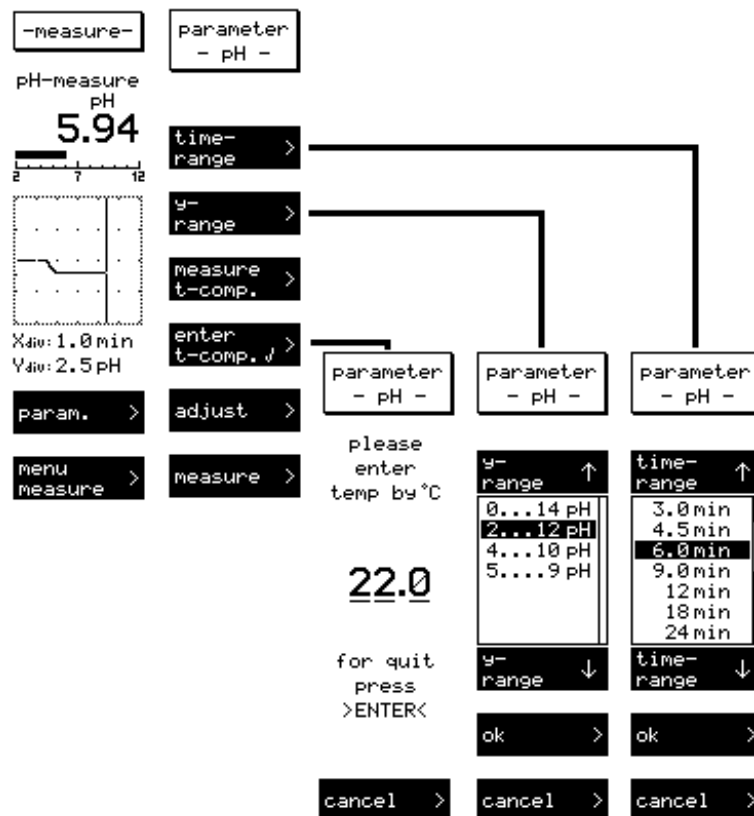 -measure-
pH-measure
pH
5.94
2 7 12
Xdiv: 1.0 min
Ydiv: 2.5 pH
param. >
menu
measure >
parameter
- pH -
time-
range >
y-
range >
measure
t-comp. >
enter
t-comp. √ >
adjust >
measure >
parameter
- pH -
please
enter
temp by °C
22.0
for quit
press
>ENTER<
cancel >
parameter
- pH -
y-
range ↑
0...14 pH
2...12 pH
4...10 pH
5....9 pH
y-
range ↓
ok >
cancel >
parameter
- pH -
time-
range ↑
3.0 min
4.5 min
6.0 min
9.0 min
12 min
18 min
24 min
time-
range ↓
ok >
cancel >